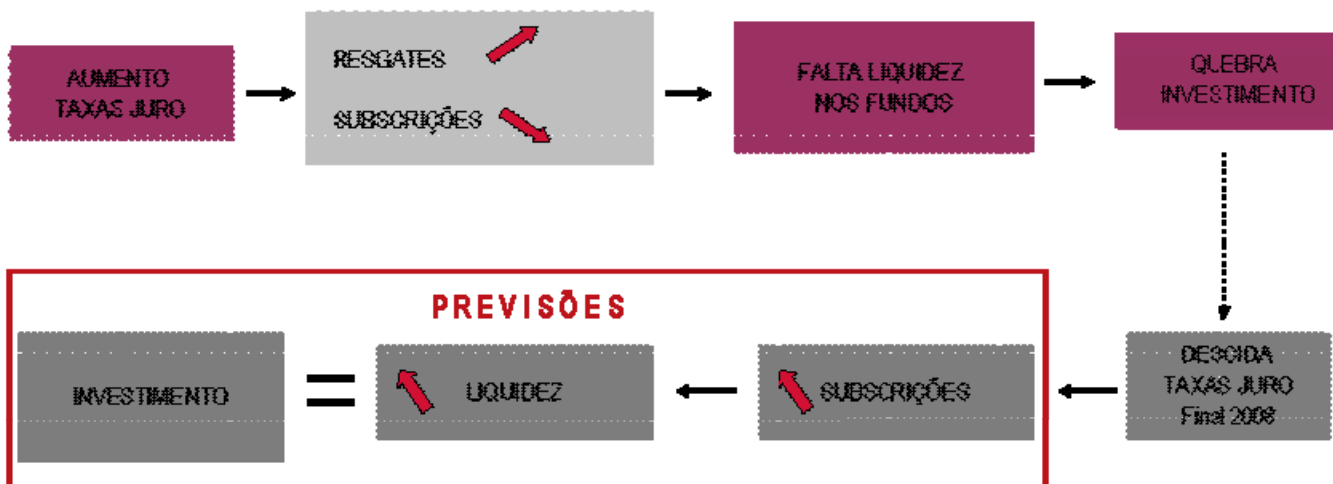 AUMENTO
TAXAS JURO
RESGATES
SUBSCRIÇÕES
FALTA LIQUIDEZ
NOS FUNDOS
QUEBRA
INVESTIMENTO
PREVISÕES
INVESTIMENTO
=
LIQUIDEZ
SUBSCRIÇÕES
DESCIDA
TAXAS JURO
Final 2008